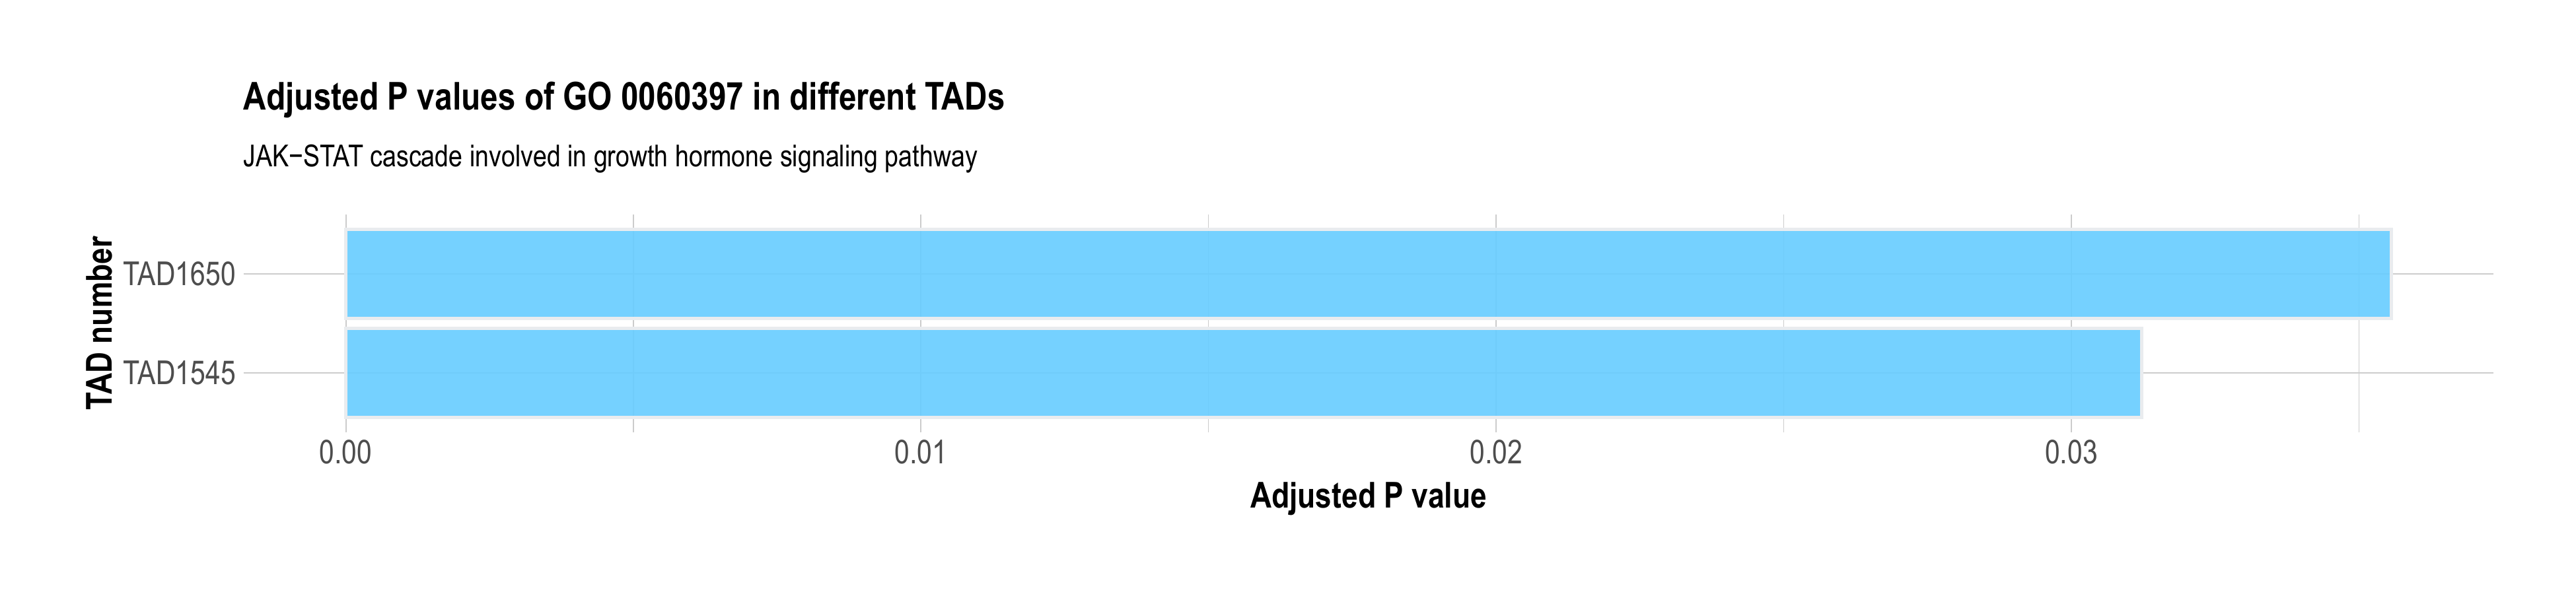 Adjusted P values of GO 0060397 in different TADs
JAK−STAT cascade involved in growth hormone signaling pathway
TAD number
TAD1650
TAD1545
0.00 0.01 0.02 0.03
Adjusted P value